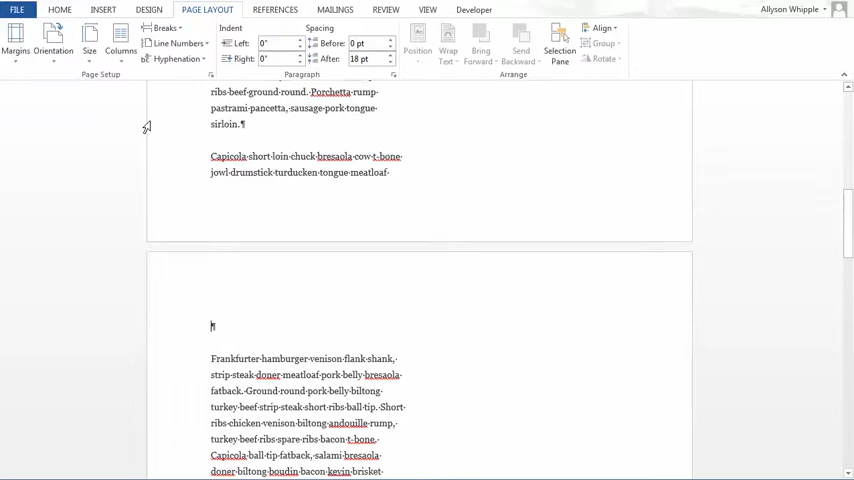 FILE HOME INSERT DESIGN PAGE LAYOUT REFERENCES MAILINGS REVIEW VIEW Developer Allyson Whipple
Margins Orientation Size Columns Breaks Line Numbers Hyphenation
Page Setup
Indent Spacing
Left: 0" Before: 0 pt
Right: 0" After: 18 pt
Paragraph
Position Wrap Text Bring Forward Send Backward Selection Pane Align Group Rotate
Arrange
ribs·beef·ground·round.·Porchetta·rump·
pastrami·pancetta,·sausage·pork·tongue·
sirloin.¶
Capicola·short·loin·chuck·bresaola·cow·t-bone·
jowl·drumstick·turducken·tongue·meatloaf·
¶
Frankfurter·hamburger·venison·flank·shank,·
strip·steak·doner·meatloaf·pork·belly·bresaola·
fatback.·Ground·round·pork·belly·biltong·
turkey·beef·strip·steak·short·ribs·ball·tip.·Short·
ribs·chicken·venison·biltong·andouille·rump,·
turkey·beef·ribs·spare·ribs·bacon·t-bone.·
Capicola·ball·tip·fatback,·salami·bresaola·
doner·biltong·boudin·bacon·kevin·brisket·